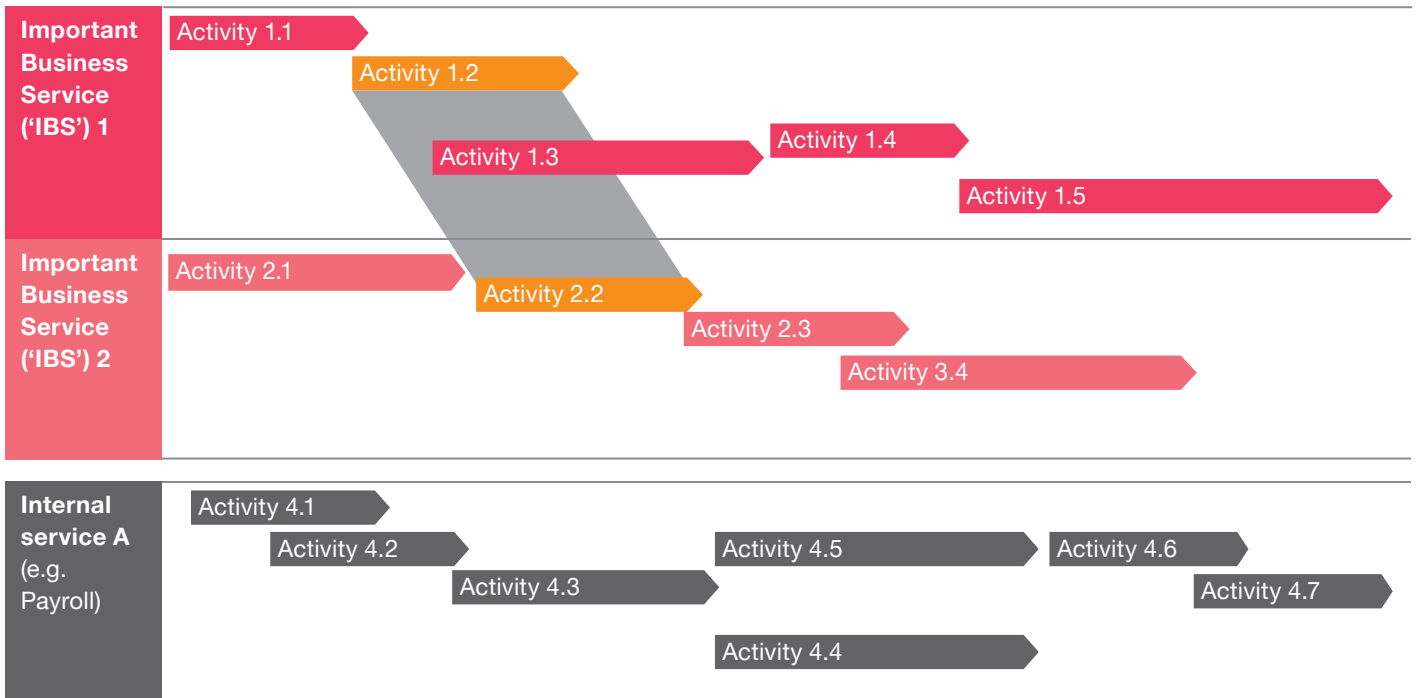 Important
Business
Service
(‘IBS’) 1
Activity 1.1
Activity 1.2
Activity 1.3
Activity 1.4
Activity 1.5
Important
Business
Service
(‘IBS’) 2
Activity 2.1
Activity 2.2
Activity 2.3
Activity 3.4
Internal
service A
(e.g.
Payroll)
Activity 4.1
Activity 4.2
Activity 4.3
Activity 4.5
Activity 4.4
Activity 4.6
Activity 4.7